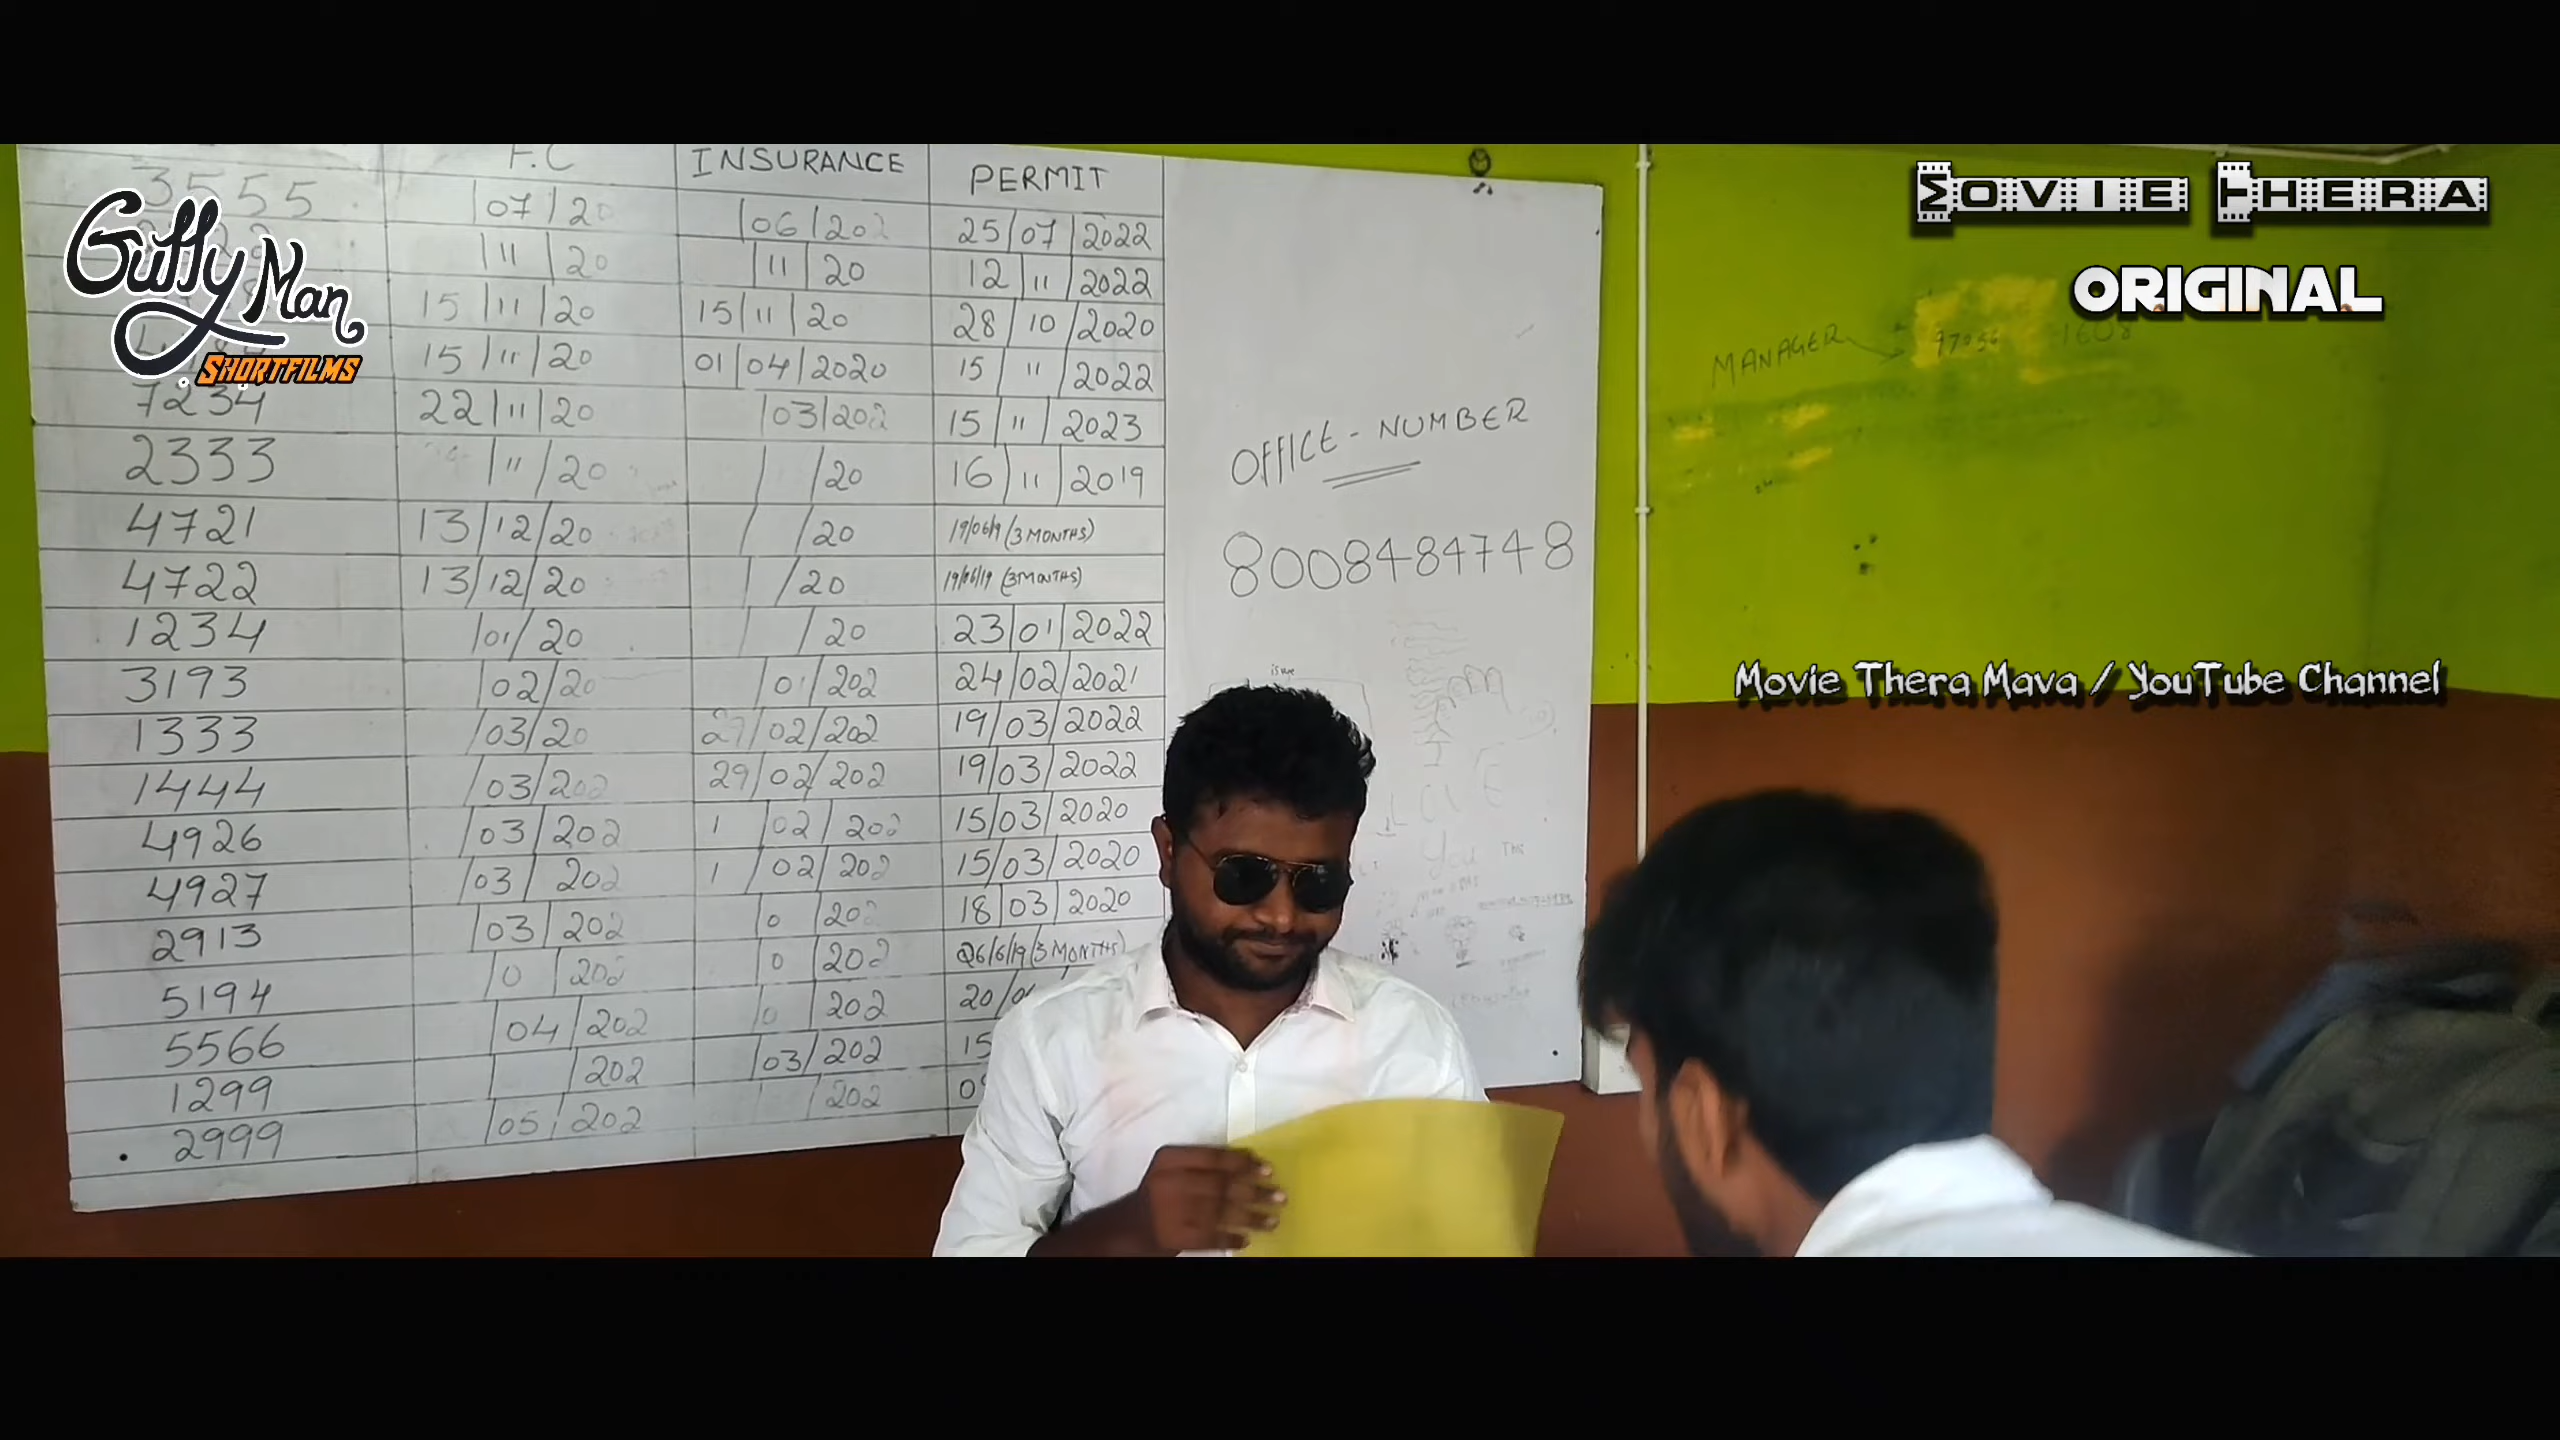 F.C INSURANCE PERMIT
3555 /07/20 /06/202 25/07/2022
/11/20 /11/20 12/11/2022
15/11/20 15/11/20 28/10/2020
15/11/20 01/04/2020 15/11/2022
7234 22/11/20 /03/202 15/11/2023
2333 /11/20 / /20 16/11/2019
4721 13/12/20 / /20 19/06/19 (3 MONTHS)
4722 13/12/20 / /20 19/06/19 (3 MONTHS)
1234 /01/20 / /20 23/01/2022
3193 /02/20 /01/202 24/02/2021
1333 /03/20 29/02/202 19/03/2022
1444 /03/202 29/02/202 19/03/2022
4926 /03/202 1/02/202 15/03/2020
4927 /03/202 1/02/202 15/03/2020
2913 /03/202 /0 /202 18/03/2020
5194 /0 /202 /0 /202 26/6/19 (3 MONTHS)
5566 /04/202 /0 /202 20/0
1299 /202 /03/202 15
2999 /05/202 /202 0
Gully Man
SHORTFILMS
OFFICE - NUMBER
8008484748
MOVIE THERA
ORIGINAL
MANAGER
Movie Thera Mava / YouTube Channel